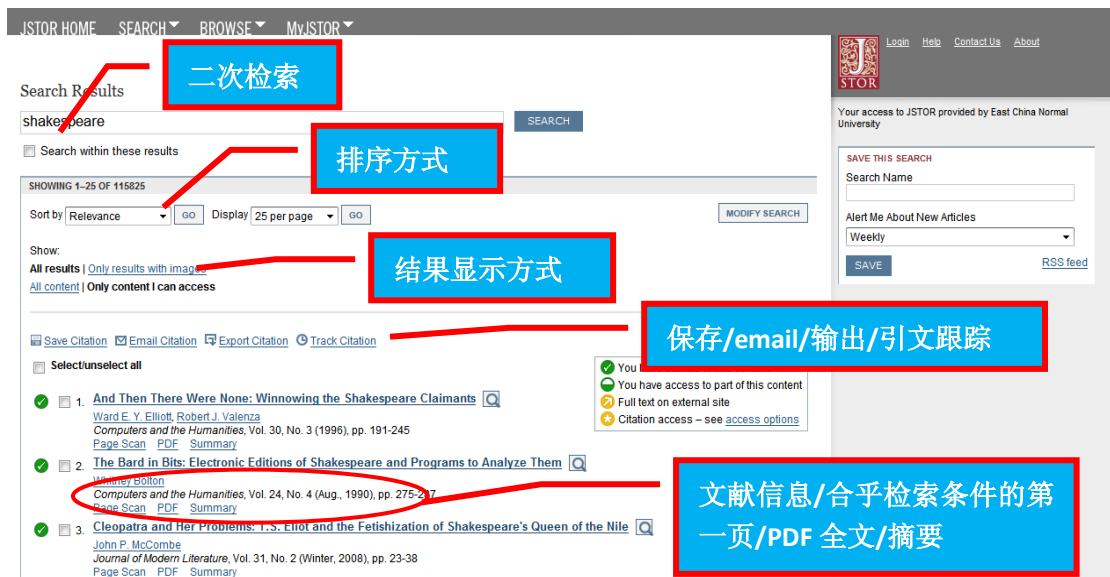 JSTOR HOME SEARCH BROWSE MyJSTOR
Login Help Contact Us About
JSTOR
二次检索
Search Results
shakespeare
SEARCH
Your access to JSTOR provided by East China Normal
University
Search within these results
排序方式
SAVE THIS SEARCH
Search Name
SHOWING 1–25 OF 115825
Sort by Relevance GO Display 25 per page GO
MODIFY SEARCH
Alert Me About New Articles
Weekly
SAVE
RSS feed
Show:
All results | Only results with images
All content | Only content I can access
结果显示方式
保存/email/输出/引文跟踪
Save Citation Email Citation Export Citation Track Citation
Select/unselect all
You
You have access to part of this content
Full text on external site
Citation access – see access options
1. And Then There Were None: Winnowing the Shakespeare Claimants
Ward E. Y. Elliott, Robert J. Valenza
Computers and the Humanities, Vol. 30, No. 3 (1996), pp. 191-245
Page Scan PDF Summary
2. The Bard in Bits: Electronic Editions of Shakespeare and Programs to Analyze Them
Whitney Bolton
Computers and the Humanities, Vol. 24, No. 4 (Aug., 1990), pp.
Page Scan PDF Summary
文献信息/合乎检索条件的第
一页/PDF 全文/摘要
3. Cleopatra and Her Problems: T.S. Eliot and the Fetishization of Shakespeare's Queen of the Nile
John P. McCombe
Journal of Modern Literature, Vol. 31, No. 2 (Winter, 2008), pp. 23-38
Page Scan PDF Summary